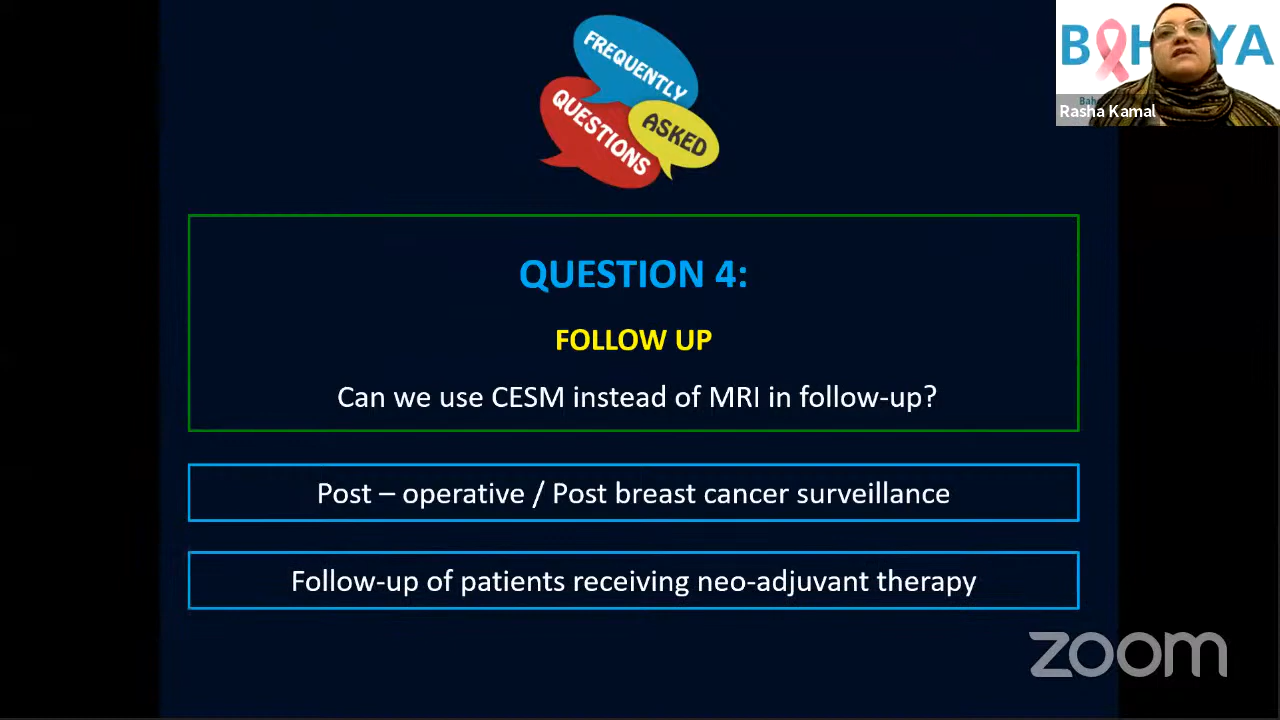 FREQUENTLY
ASKED
QUESTIONS
B H YA
Rasha Kamal
QUESTION 4:
FOLLOW UP
Can we use CESM instead of MRI in follow-up?
Post – operative / Post breast cancer surveillance
Follow-up of patients receiving neo-adjuvant therapy
zoom